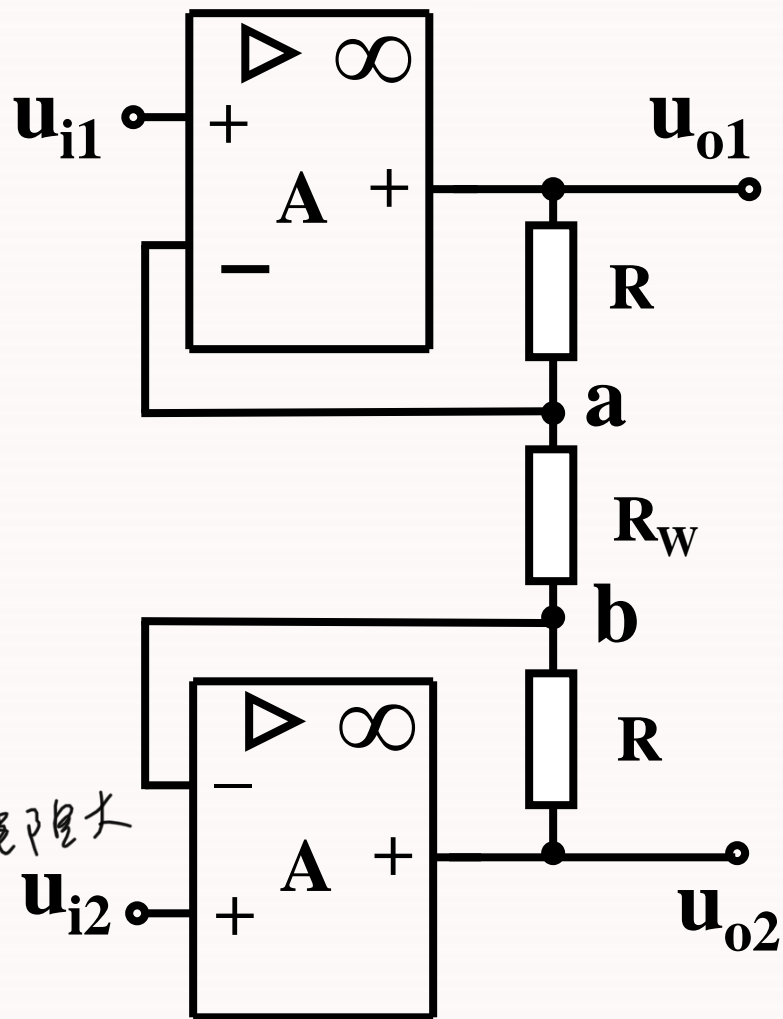 ▷ ∞
u_i1
+
A
+
u_o1
−
R
a
R_W
b
R
▷ ∞
−
阻大
A
+
u_i2
+
u_o2